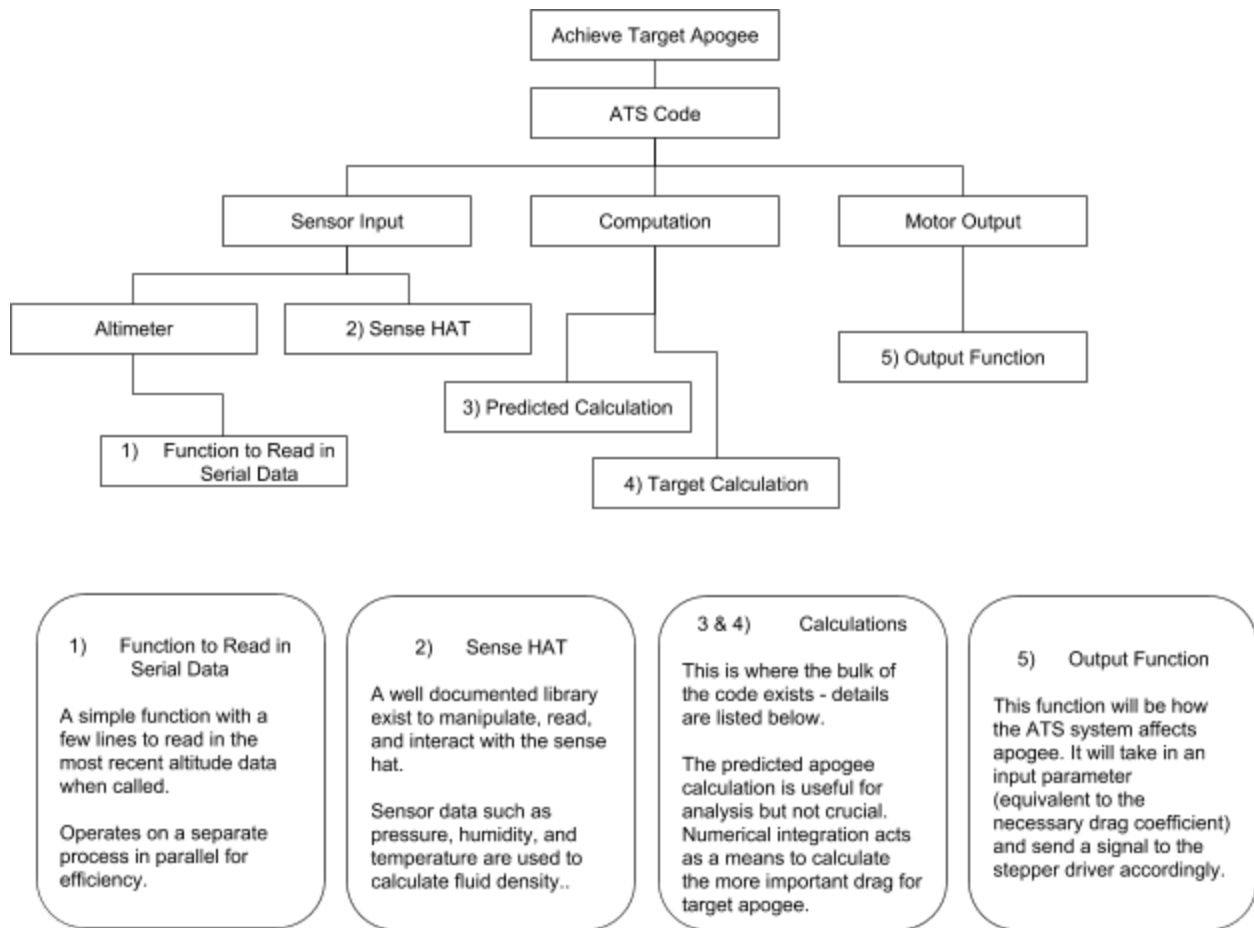 Achieve Target Apogee
ATS Code
Sensor Input
Computation
Motor Output
Altimeter
2) Sense HAT
5) Output Function
3) Predicted Calculation
1) Function to Read in
Serial Data
4) Target Calculation
1) Function to Read in
Serial Data
A simple function with a
few lines to read in the
most recent altitude data
when called.
Operates on a separate
process in parallel for
efficiency.
2) Sense HAT
A well documented library
exist to manipulate, read,
and interact with the sense
hat.
Sensor data such as
pressure, humidity, and
temperature are used to
calculate fluid density..
3 & 4) Calculations
This is where the bulk of
the code exists - details
are listed below.
The predicted apogee
calculation is useful for
analysis but not crucial.
Numerical integration acts
as a means to calculate
the more important drag for
target apogee.
5) Output Function
This function will be how
the ATS system affects
apogee. It will take in an
input parameter
(equivalent to the
necessary drag coefficient)
and send a signal to the
stepper driver accordingly.